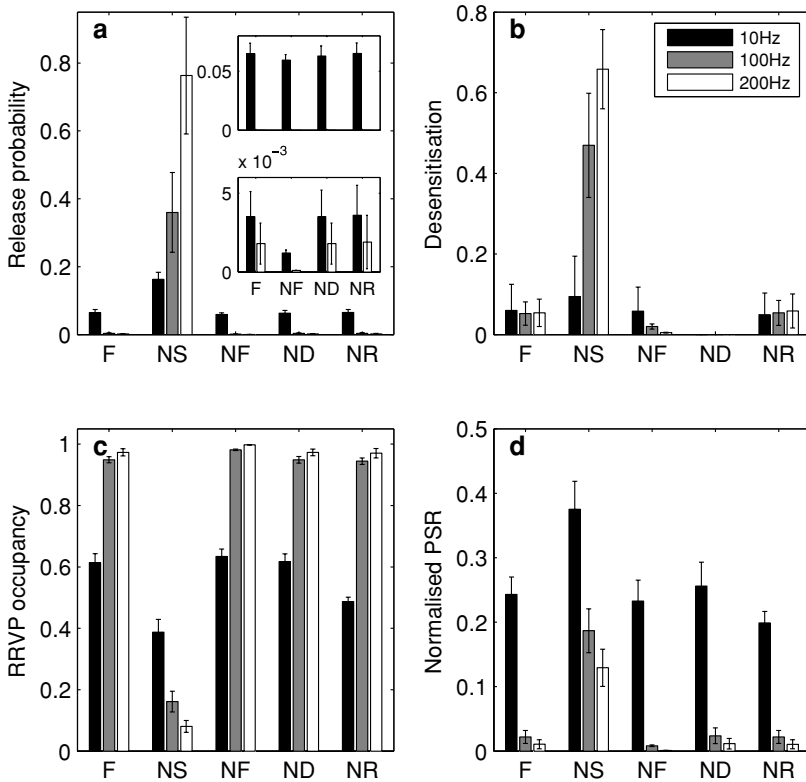 a
Release probability
0.8
0.6
0.4
0.2
0
F NS NF ND NR
0.05
0
x 10⁻³
5
0
F NF ND NR
b
Desensitisation
0.8
0.6
0.4
0.2
0
F NS NF ND NR
10Hz
100Hz
200Hz
c
RRVP occupancy
1
0.8
0.6
0.4
0.2
0
F NS NF ND NR
d
Normalised PSR
0.5
0.4
0.3
0.2
0.1
0
F NS NF ND NR